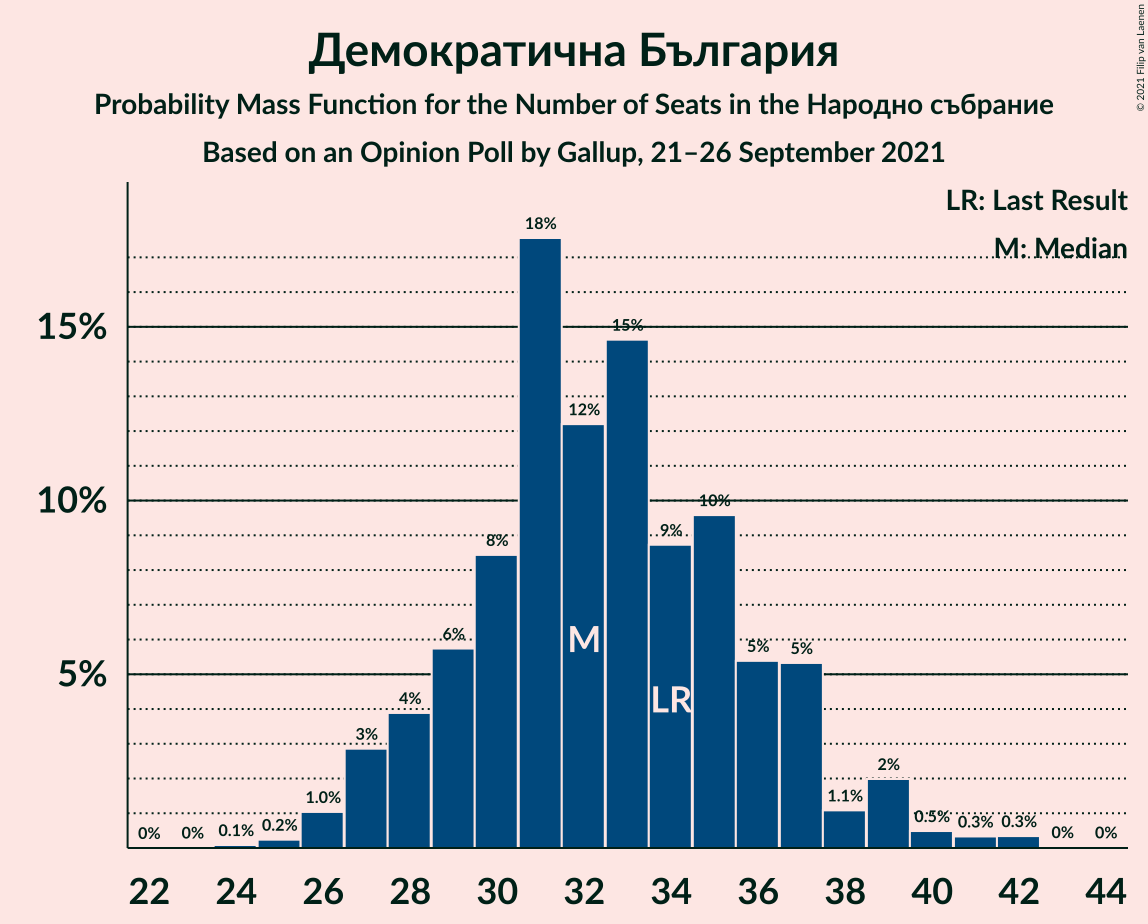 Демократична България
Probability Mass Function for the Number of Seats in the Народно събрание
Based on an Opinion Poll by Gallup, 21–26 September 2021
© 2021 Filip van Laenen
LR: Last Result
M: Median
18%
15%
15%
12%
10%
10%
9%
8%
6%
M
5%
5%
5%
LR
4%
3%
2%
1.0%
1.1%
0%
0%
0.1%
0.2%
0.5%
0.3%
0.3%
0%
0%
22 24 26 28 30 32 34 36 38 40 42 44